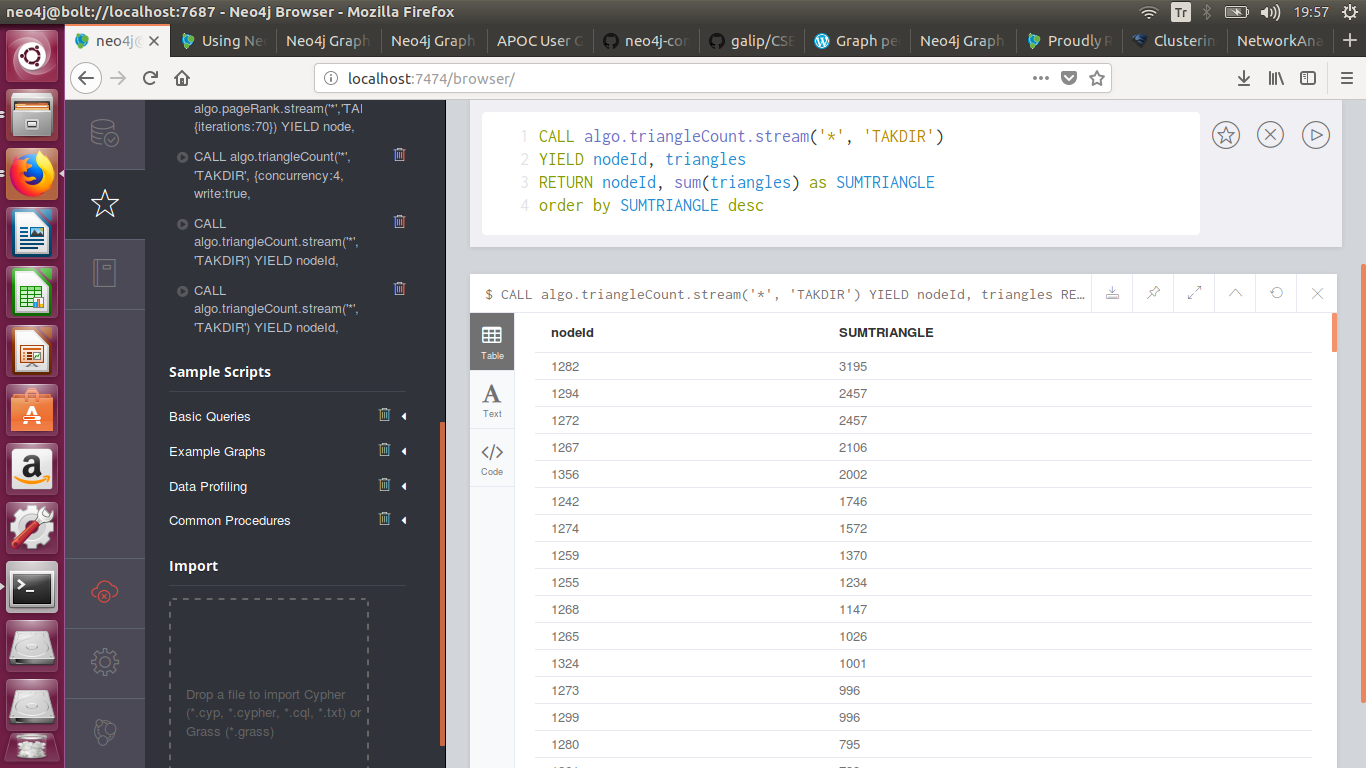 neo4j@bolt://localhost:7687 - Neo4j Browser - Mozilla Firefox
Tr
19:57
neo4j@
Using Neo
Neo4j Graph
Neo4j Graph
APOC User G
neo4j-con
galip/CSE
Graph pe
Neo4j Graph
Proudly R
Clusterin
NetworkAna
localhost:7474/browser/
algo.pageRank.stream('*','TAK
{iterations:70}) YIELD node,
CALL algo.triangleCount('*',
'TAKDIR', {concurrency:4,
write:true,
CALL
algo.triangleCount.stream('*',
'TAKDIR') YIELD nodeId,
CALL
algo.triangleCount.stream('*',
'TAKDIR') YIELD nodeId,
Sample Scripts
Basic Queries
Example Graphs
Data Profiling
Common Procedures
Import
Drop a file to import Cypher
(*.cyp, *.cypher, *.cql, *.txt) or
Grass (*.grass)
1 CALL algo.triangleCount.stream('*', 'TAKDIR')
2 YIELD nodeId, triangles
3 RETURN nodeId, sum(triangles) as SUMTRIANGLE
4 order by SUMTRIANGLE desc
$ CALL algo.triangleCount.stream('*', 'TAKDIR') YIELD nodeId, triangles RE…
Table
Text
Code
nodeId SUMTRIANGLE
1282 3195
1294 2457
1272 2457
1267 2106
1356 2002
1242 1746
1274 1572
1259 1370
1255 1234
1268 1147
1265 1026
1324 1001
1273 996
1299 996
1280 795